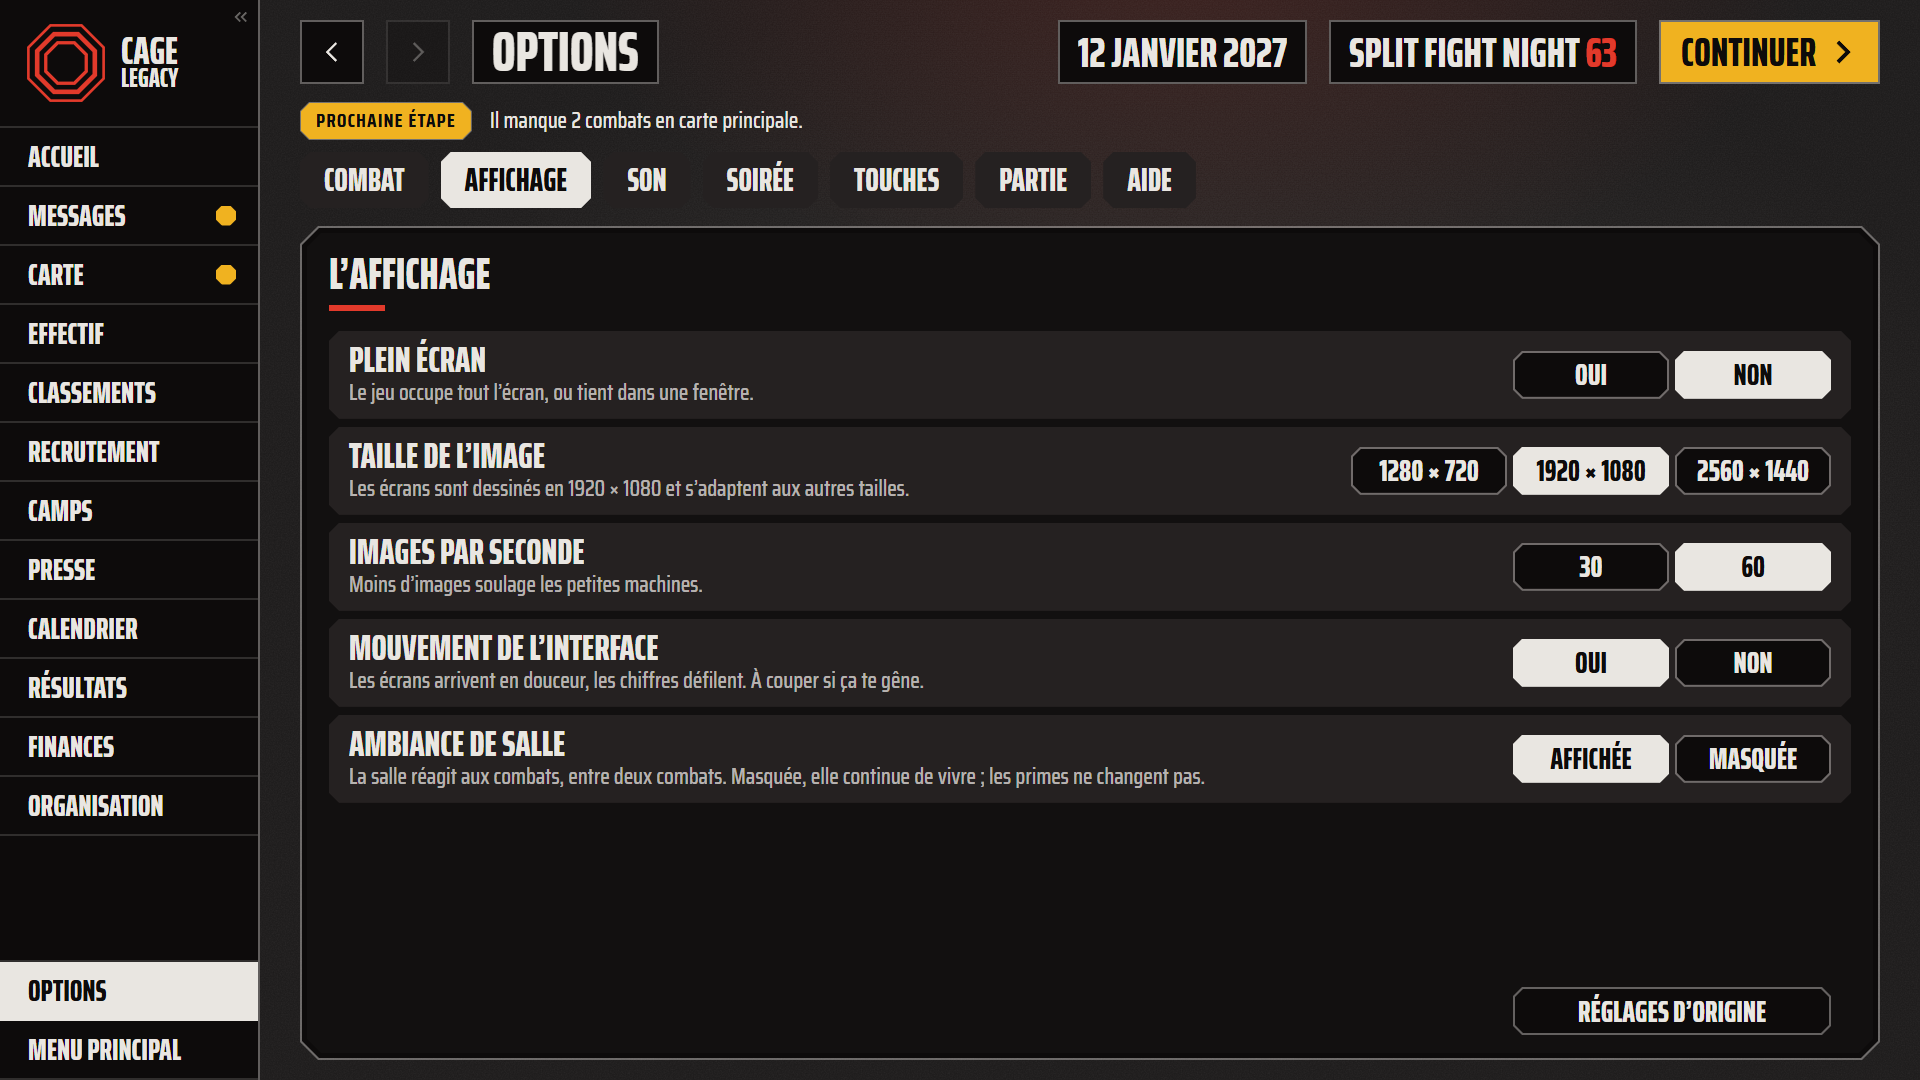 «
CAGE
LEGACY
ACCUEIL
MESSAGES
CARTE
EFFECTIF
CLASSEMENTS
RECRUTEMENT
CAMPS
PRESSE
CALENDRIER
RÉSULTATS
FINANCES
ORGANISATION
OPTIONS
MENU PRINCIPAL
OPTIONS
12 JANVIER 2027
SPLIT FIGHT NIGHT 63
CONTINUER
PROCHAINE ÉTAPE
Il manque 2 combats en carte principale.
COMBAT
AFFICHAGE
SON
SOIRÉE
TOUCHES
PARTIE
AIDE
L’AFFICHAGE
PLEIN ÉCRAN
Le jeu occupe tout l’écran, ou tient dans une fenêtre.
OUI
NON
TAILLE DE L’IMAGE
Les écrans sont dessinés en 1920 × 1080 et s’adaptent aux autres tailles.
1280 × 720
1920 × 1080
2560 × 1440
IMAGES PAR SECONDE
Moins d’images soulage les petites machines.
30
60
MOUVEMENT DE L’INTERFACE
Les écrans arrivent en douceur, les chiffres défilent. À couper si ça te gêne.
OUI
NON
AMBIANCE DE SALLE
La salle réagit aux combats, entre deux combats. Masquée, elle continue de vivre ; les primes ne changent pas.
AFFICHÉE
MASQUÉE
RÉGLAGES D’ORIGINE